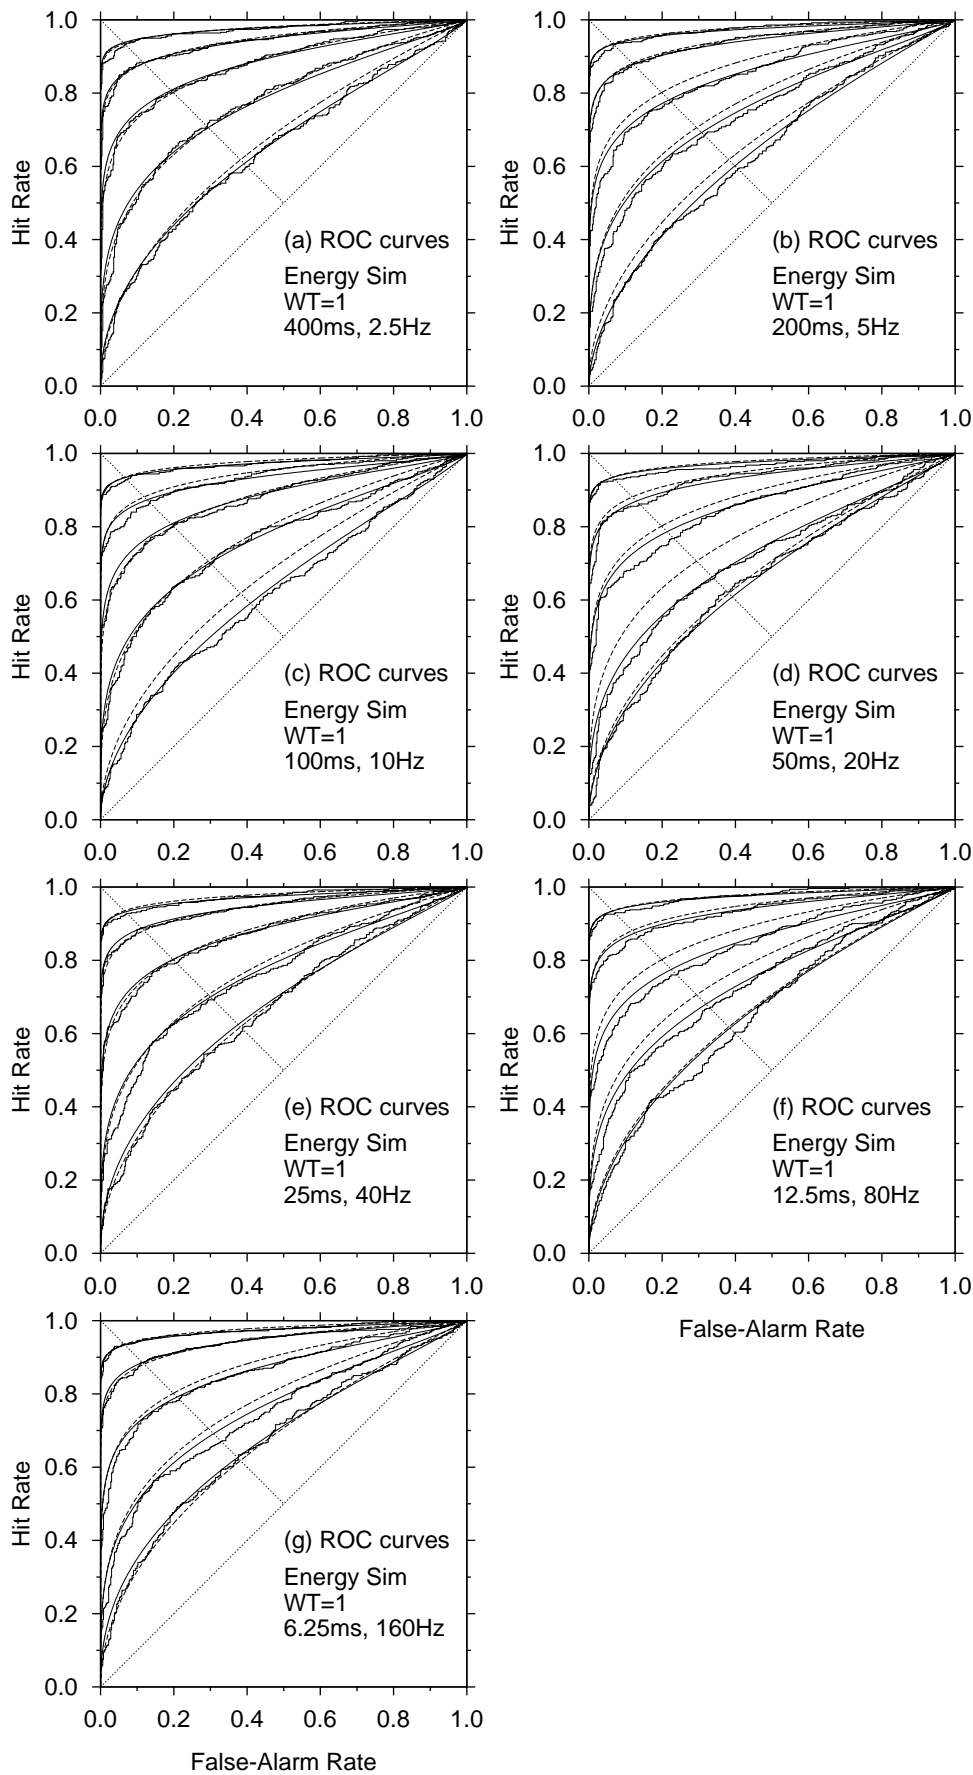 1.0
0.8
0.6
0.4
0.2
0.0
Hit Rate
(a) ROC curves
Energy Sim
WT=1
400ms, 2.5Hz
0.0 0.2 0.4 0.6 0.8 1.0
1.0
0.8
0.6
0.4
0.2
0.0
Hit Rate
(b) ROC curves
Energy Sim
WT=1
200ms, 5Hz
0.0 0.2 0.4 0.6 0.8 1.0
1.0
0.8
0.6
0.4
0.2
0.0
Hit Rate
(c) ROC curves
Energy Sim
WT=1
100ms, 10Hz
0.0 0.2 0.4 0.6 0.8 1.0
1.0
0.8
0.6
0.4
0.2
0.0
Hit Rate
(d) ROC curves
Energy Sim
WT=1
50ms, 20Hz
0.0 0.2 0.4 0.6 0.8 1.0
1.0
0.8
0.6
0.4
0.2
0.0
Hit Rate
(e) ROC curves
Energy Sim
WT=1
25ms, 40Hz
0.0 0.2 0.4 0.6 0.8 1.0
1.0
0.8
0.6
0.4
0.2
0.0
Hit Rate
(f) ROC curves
Energy Sim
WT=1
12.5ms, 80Hz
0.0 0.2 0.4 0.6 0.8 1.0
False-Alarm Rate
1.0
0.8
0.6
0.4
0.2
0.0
Hit Rate
(g) ROC curves
Energy Sim
WT=1
6.25ms, 160Hz
0.0 0.2 0.4 0.6 0.8 1.0
False-Alarm Rate